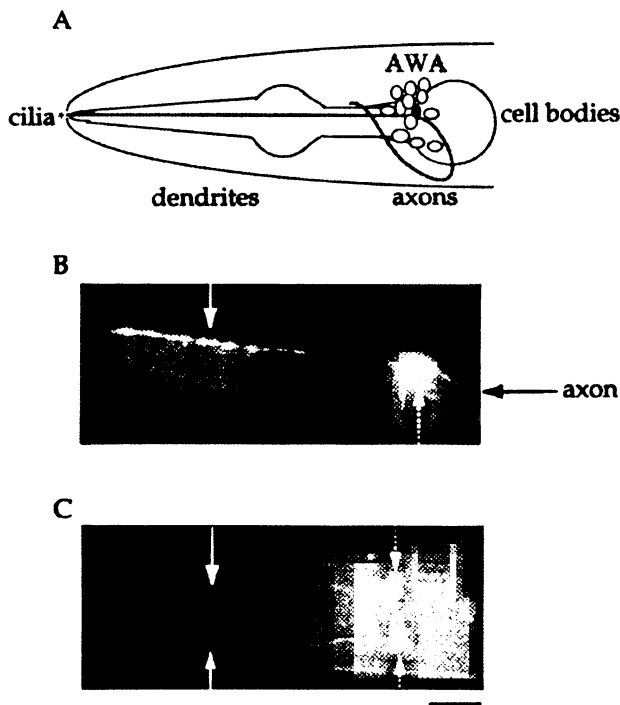 A
AWA
cilia
cell bodies
dendrites axons
B
axon
C